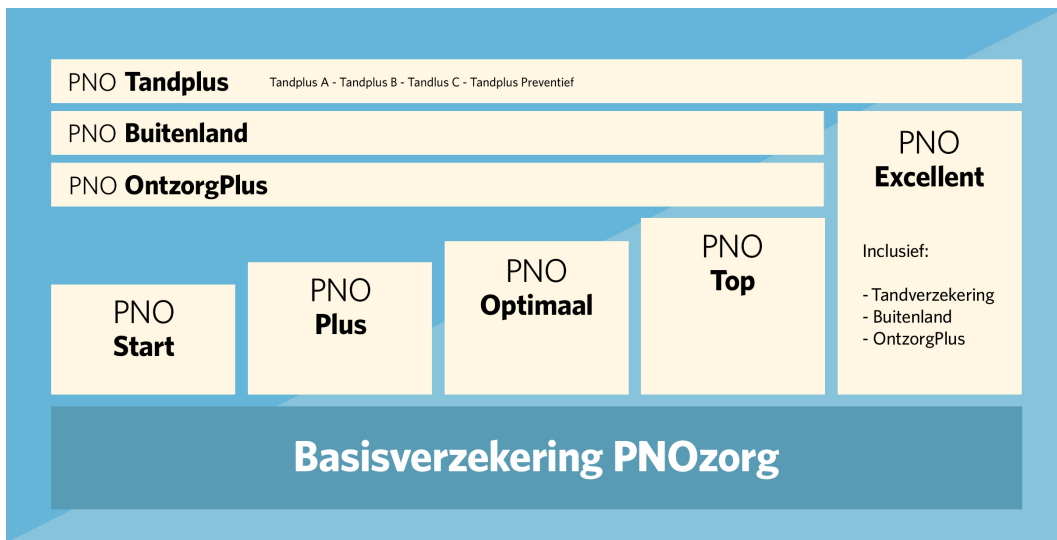 PNO Tandplus Tandplus A - Tandplus B - Tandlus C - Tandplus Preventief
PNO Buitenland
PNO OntzorgPlus
PNO
Start
PNO
Plus
PNO
Optimaal
PNO
Top
PNO
Excellent
Inclusief:
- Tandverzekering
- Buitenland
- OntzorgPlus
Basisverzekering PNOzorg